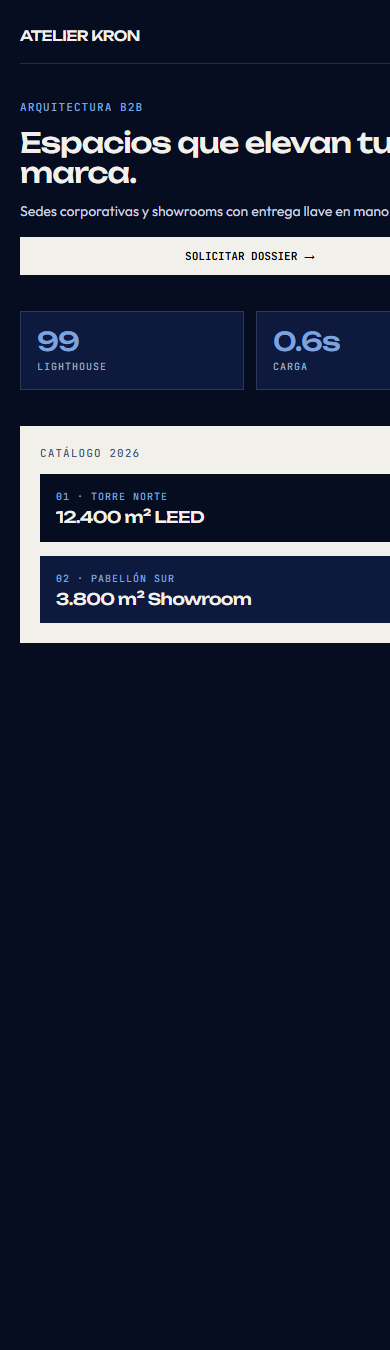 ATELIER KRON
ARQUITECTURA B2B
Espacios que elevan tu
marca.
Sedes corporativas y showrooms con entrega llave en mano
SOLICITAR DOSSIER →
99
LIGHTHOUSE
0.6s
CARGA
CATÁLOGO 2026
01 · TORRE NORTE
12.400 m² LEED
02 · PABELLÓN SUR
3.800 m² Showroom